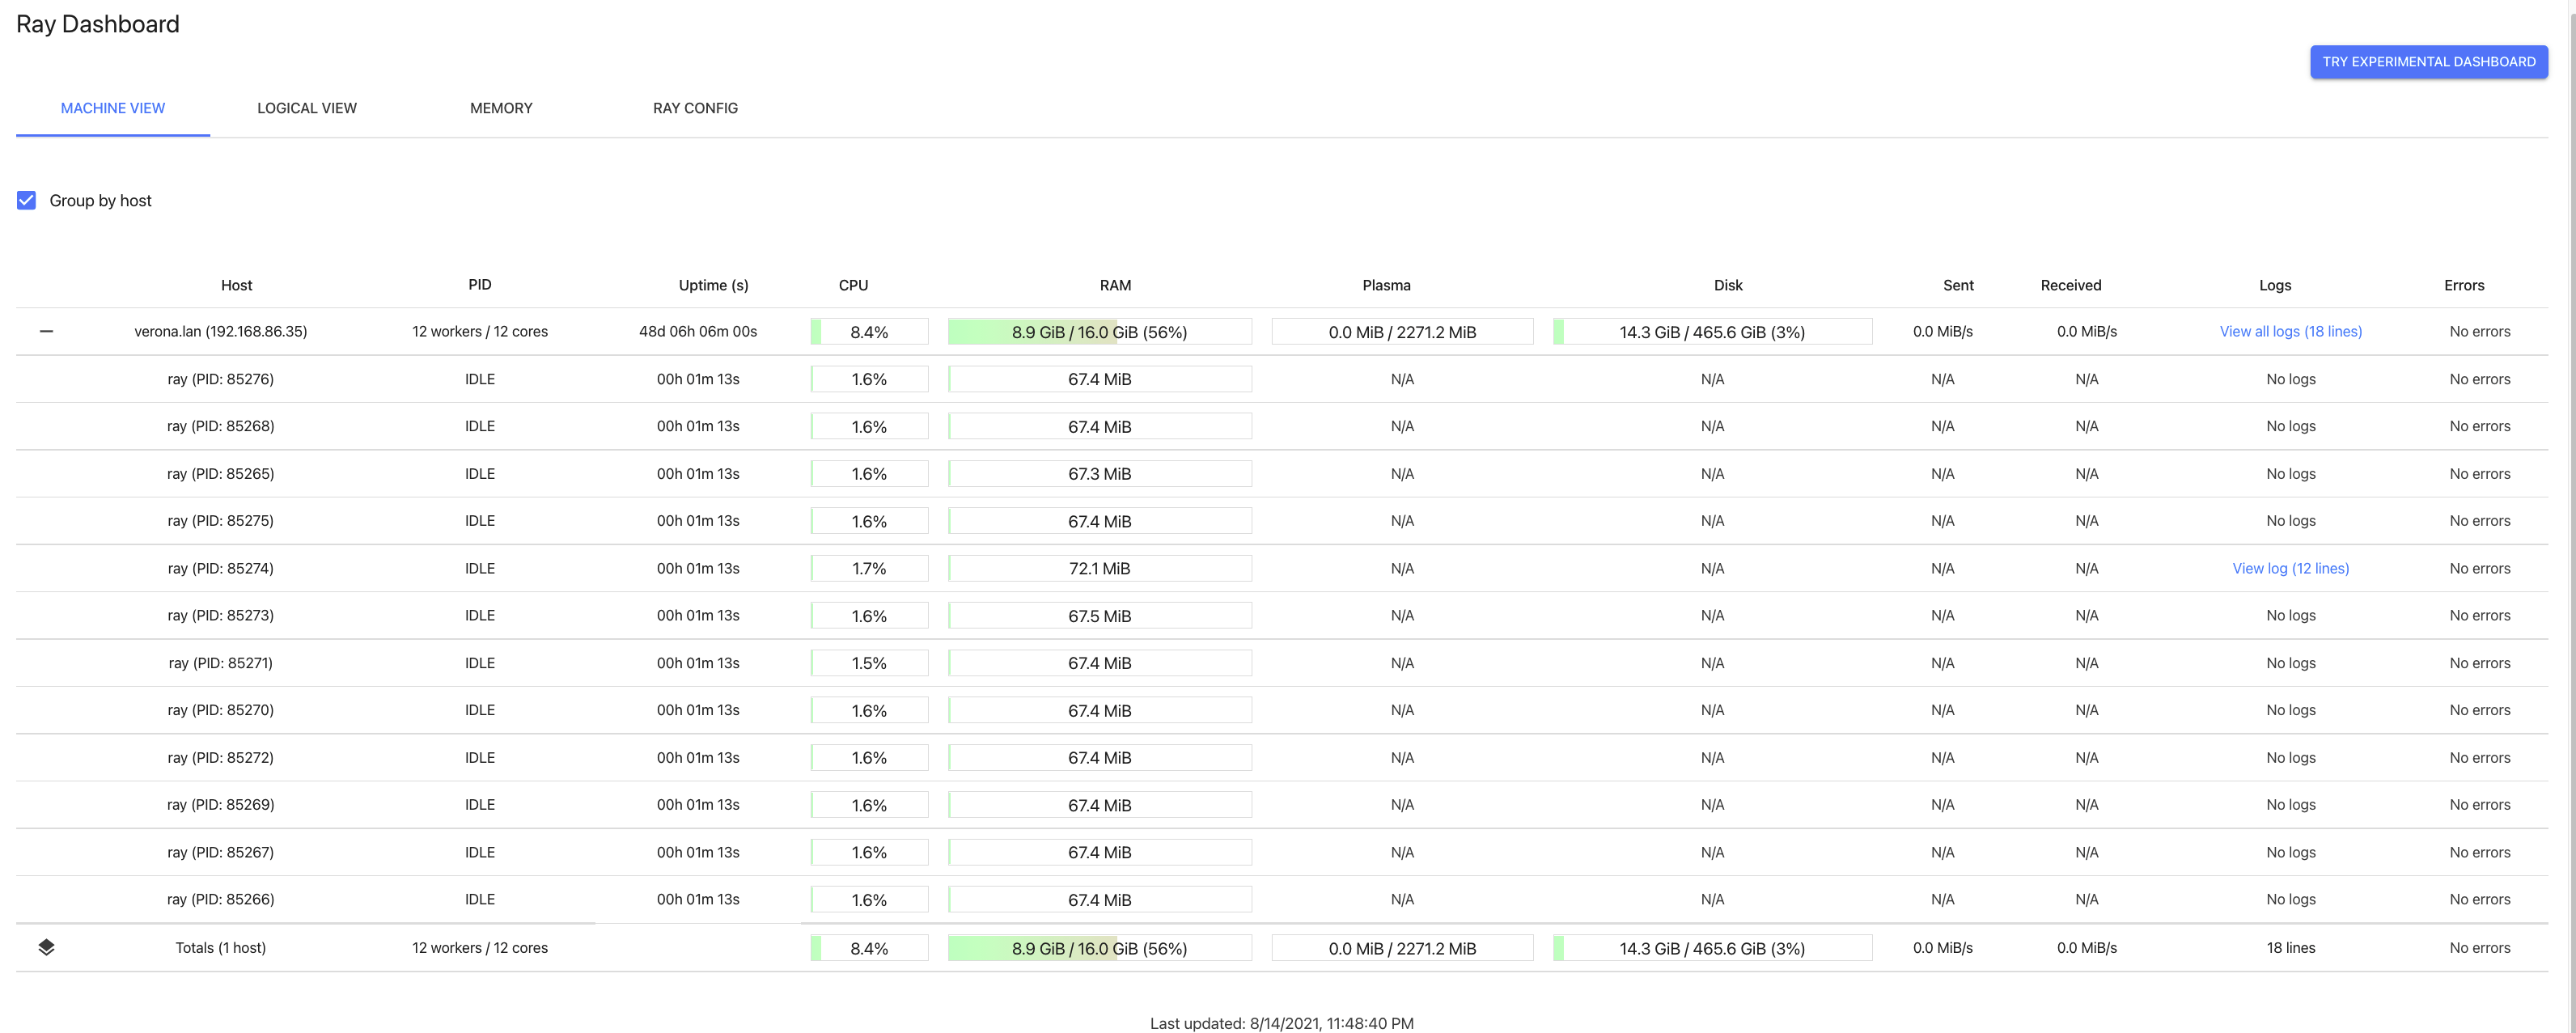 Ray Dashboard
TRY EXPERIMENTAL DASHBOARD
MACHINE VIEW LOGICAL VIEW MEMORY RAY CONFIG
Group by host
Host PID Uptime (s) CPU RAM Plasma Disk Sent Received Logs Errors
verona.lan (192.168.86.35) 12 workers / 12 cores 48d 06h 06m 00s 8.4% 8.9 GiB / 16.0 GiB (56%) 0.0 MiB / 2271.2 MiB 14.3 GiB / 465.6 GiB (3%) 0.0 MiB/s 0.0 MiB/s View all logs (18 lines) No errors
ray (PID: 85276) IDLE 00h 01m 13s 1.6% 67.4 MiB N/A N/A N/A N/A No logs No errors
ray (PID: 85268) IDLE 00h 01m 13s 1.6% 67.4 MiB N/A N/A N/A N/A No logs No errors
ray (PID: 85265) IDLE 00h 01m 13s 1.6% 67.3 MiB N/A N/A N/A N/A No logs No errors
ray (PID: 85275) IDLE 00h 01m 13s 1.6% 67.4 MiB N/A N/A N/A N/A No logs No errors
ray (PID: 85274) IDLE 00h 01m 13s 1.7% 72.1 MiB N/A N/A N/A N/A View log (12 lines) No errors
ray (PID: 85273) IDLE 00h 01m 13s 1.6% 67.5 MiB N/A N/A N/A N/A No logs No errors
ray (PID: 85271) IDLE 00h 01m 13s 1.5% 67.4 MiB N/A N/A N/A N/A No logs No errors
ray (PID: 85270) IDLE 00h 01m 13s 1.6% 67.4 MiB N/A N/A N/A N/A No logs No errors
ray (PID: 85272) IDLE 00h 01m 13s 1.6% 67.4 MiB N/A N/A N/A N/A No logs No errors
ray (PID: 85269) IDLE 00h 01m 13s 1.6% 67.4 MiB N/A N/A N/A N/A No logs No errors
ray (PID: 85267) IDLE 00h 01m 13s 1.6% 67.4 MiB N/A N/A N/A N/A No logs No errors
ray (PID: 85266) IDLE 00h 01m 13s 1.6% 67.4 MiB N/A N/A N/A N/A No logs No errors
Totals (1 host) 12 workers / 12 cores 8.4% 8.9 GiB / 16.0 GiB (56%) 0.0 MiB / 2271.2 MiB 14.3 GiB / 465.6 GiB (3%) 0.0 MiB/s 0.0 MiB/s 18 lines No errors
Last updated: 8/14/2021, 11:48:40 PM